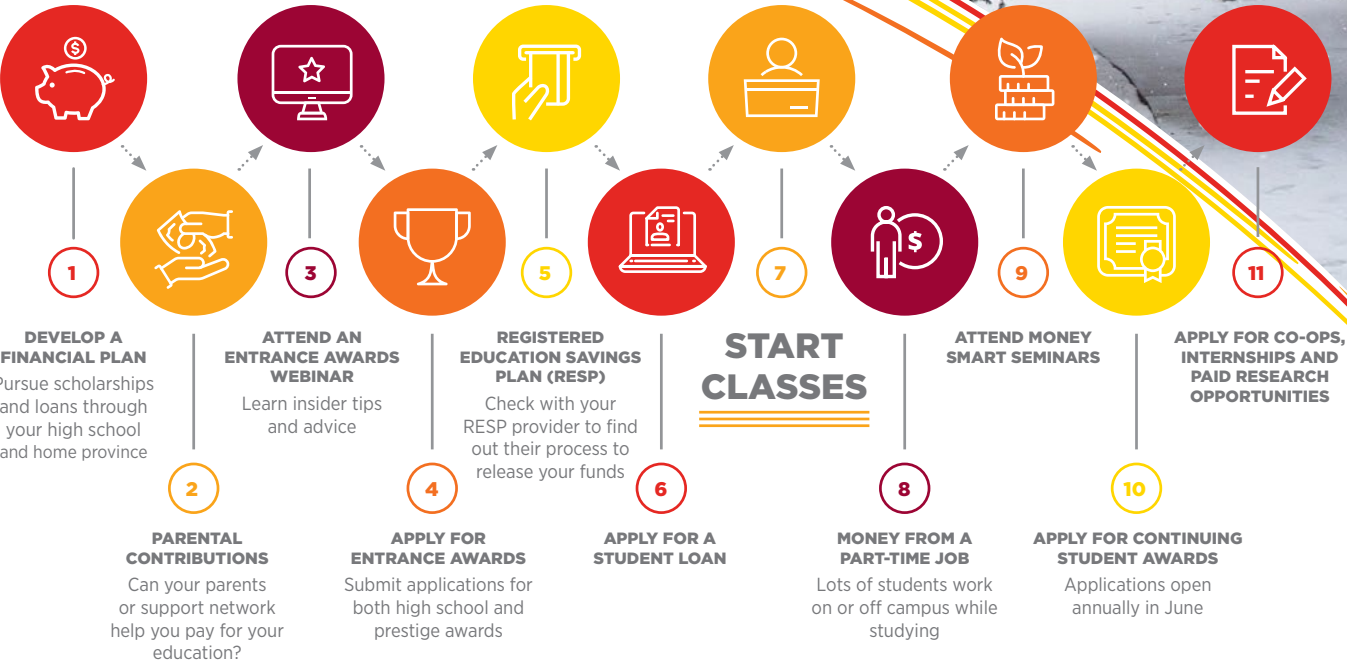 1
DEVELOP A
FINANCIAL PLAN
Pursue scholarships
and loans through
your high school
and home province
2
PARENTAL
CONTRIBUTIONS
Can your parents
or support network
help you pay for your
education?
3
ATTEND AN
ENTRANCE AWARDS
WEBINAR
Learn insider tips
and advice
4
APPLY FOR
ENTRANCE AWARDS
Submit applications for
both high school and
prestige awards
5
REGISTERED
EDUCATION SAVINGS
PLAN (RESP)
Check with your
RESP provider to find
out their process to
release your funds
6
APPLY FOR A
STUDENT LOAN
7
START
CLASSES
8
MONEY FROM A
PART-TIME JOB
Lots of students work
on or off campus while
studying
9
ATTEND MONEY
SMART SEMINARS
10
APPLY FOR CONTINUING
STUDENT AWARDS
Applications open
annually in June
11
APPLY FOR CO-OPS,
INTERNSHIPS AND
PAID RESEARCH
OPPORTUNITIES
$
$